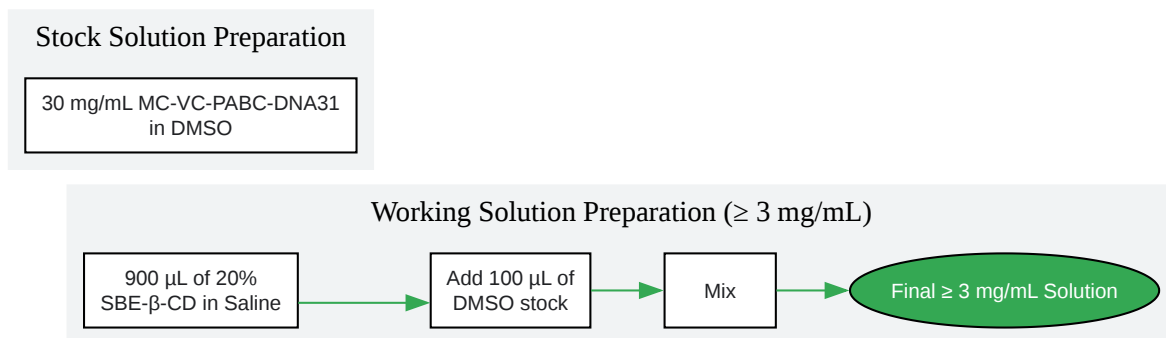 Stock Solution Preparation
30 mg/mL MC-VC-PABC-DNA31
in DMSO
Working Solution Preparation (≥ 3 mg/mL)
900 µL of 20%
SBE-β-CD in Saline
Add 100 µL of
DMSO stock
Mix
Final ≥ 3 mg/mL Solution